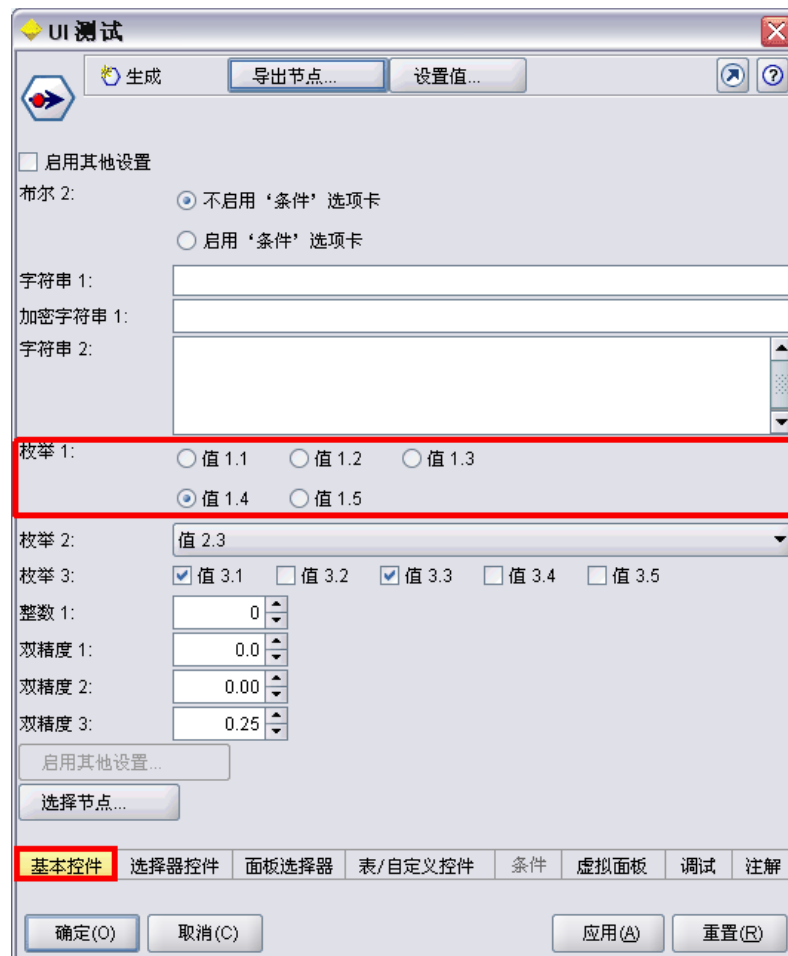 UI 测试
生成 导出节点... 设置值...
启用其他设置
布尔 2: 不启用‘条件’选项卡
启用‘条件’选项卡
字符串 1:
加密字符串 1:
字符串 2:
枚举 1: 值 1.1 值 1.2 值 1.3
值 1.4 值 1.5
枚举 2: 值 2.3
枚举 3: 值 3.1 值 3.2 值 3.3 值 3.4 值 3.5
整数 1: 0
双精度 1: 0.0
双精度 2: 0.00
双精度 3: 0.25
启用其他设置...
选择节点...
基本控件 选择器控件 面板选择器 表/自定义控件 条件 虚拟面板 调试 注解
确定(O) 取消(C) 应用(A) 重置(R)